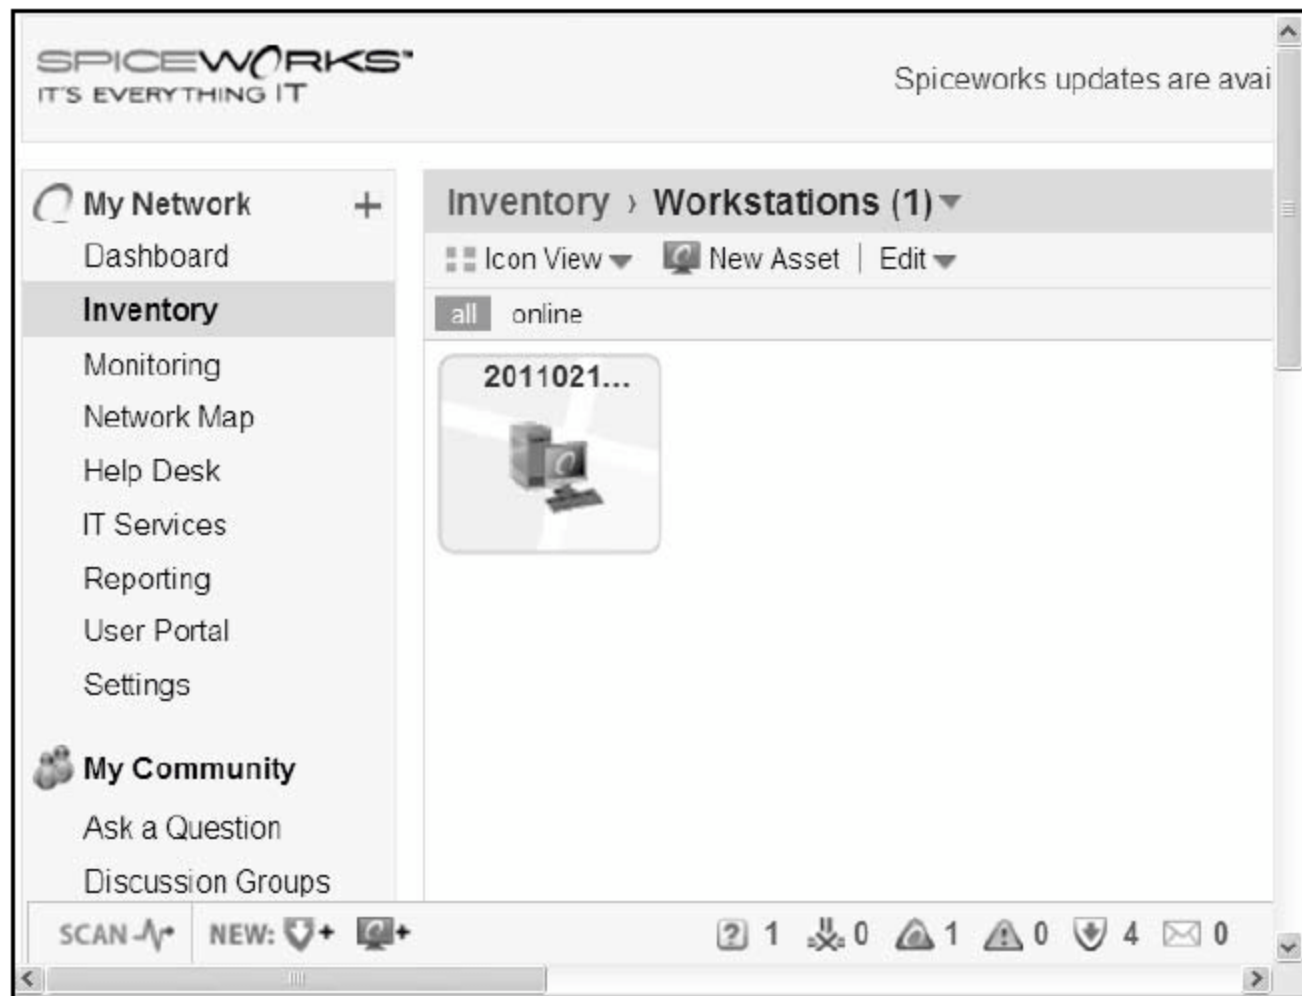 SPICEWORKS™
IT'S EVERYTHING IT
Spiceworks updates are avai
My Network +
Dashboard
Inventory
Monitoring
Network Map
Help Desk
IT Services
Reporting
User Portal
Settings
My Community
Ask a Question
Discussion Groups
Inventory › Workstations (1)
Icon View New Asset | Edit
all online
2011021...
SCAN NEW: + + ? 1 0 1 0 4 0